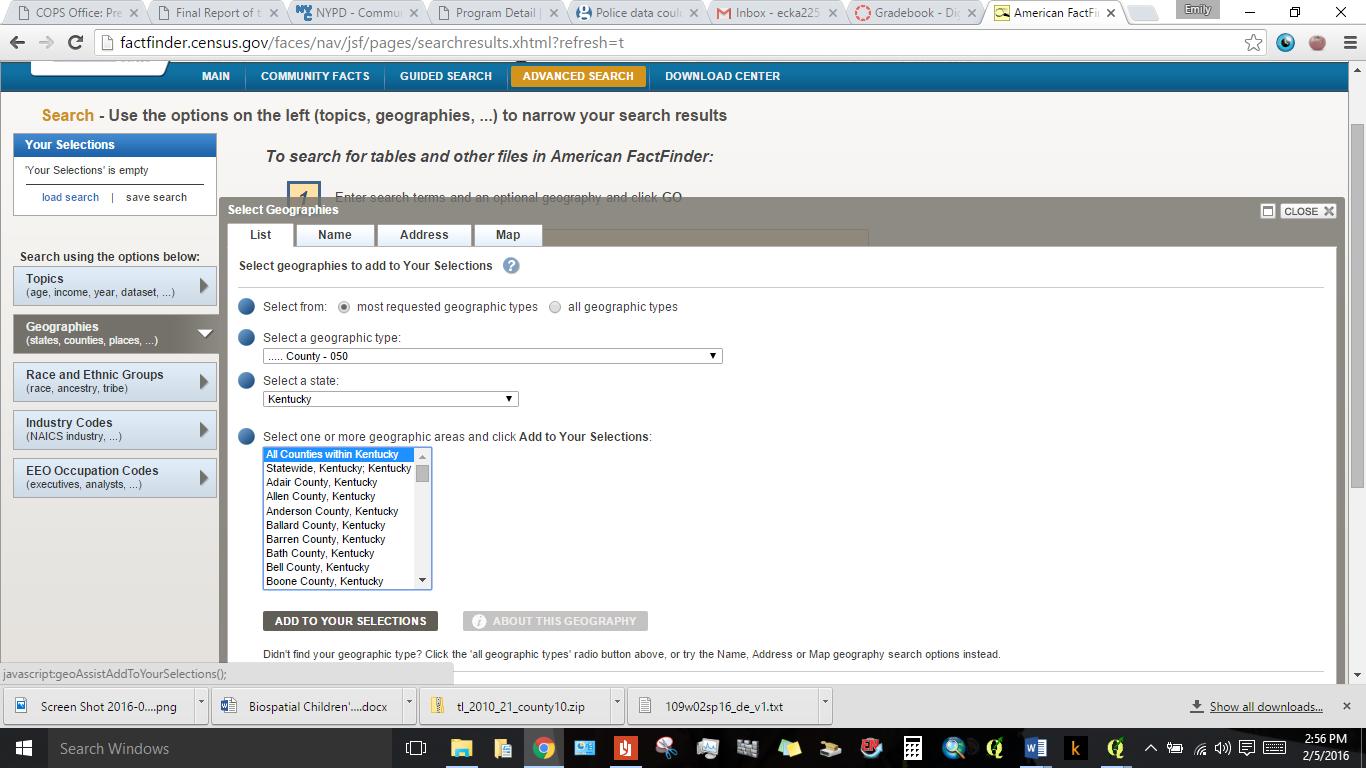 COPS Office: Pre
Final Report of t
NYPD - Commu
Program Detail
Police data coul
Inbox - ecka225
Gradebook - Di
American FactFi
Emily
factfinder.census.gov/faces/nav/jsf/pages/searchresults.xhtml?refresh=t
MAIN COMMUNITY FACTS GUIDED SEARCH ADVANCED SEARCH DOWNLOAD CENTER
Search - Use the options on the left (topics, geographies, ...) to narrow your search results
Your Selections
'Your Selections' is empty
load search | save search
To search for tables and other files in American FactFinder:
1 Enter search terms and an optional geography and click GO
Search using the options below:
Topics
(age, income, year, dataset, ...)
Geographies
(states, counties, places, ...)
Race and Ethnic Groups
(race, ancestry, tribe)
Industry Codes
(NAICS industry, ...)
EEO Occupation Codes
(executives, analysts, ...)
Select Geographies
CLOSE
List Name Address Map
Select geographies to add to Your Selections ?
Select from: most requested geographic types all geographic types
Select a geographic type:
..... County - 050
Select a state:
Kentucky
Select one or more geographic areas and click Add to Your Selections:
All Counties within Kentucky
Statewide, Kentucky; Kentucky
Adair County, Kentucky
Allen County, Kentucky
Anderson County, Kentucky
Ballard County, Kentucky
Barren County, Kentucky
Bath County, Kentucky
Bell County, Kentucky
Boone County, Kentucky
ADD TO YOUR SELECTIONS
i ABOUT THIS GEOGRAPHY
Didn't find your geographic type? Click the 'all geographic types' radio button above, or try the Name, Address or Map geography search options instead.
javascript:geoAssistAddToYourSelections();
Screen Shot 2016-0....png
Biospatial Children'....docx
tl_2010_21_county10.zip
109w02sp16_de_v1.txt
Show all downloads...
Search Windows
2:56 PM
2/5/2016